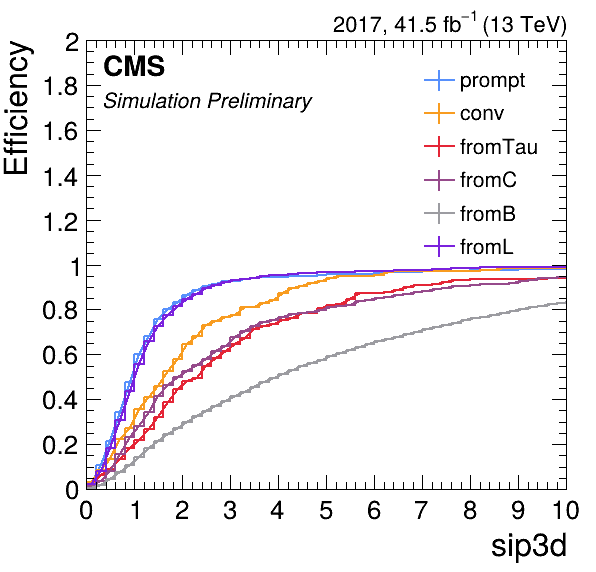 2017, 41.5 fb⁻¹ (13 TeV)
CMS
Simulation Preliminary
prompt
conv
fromTau
fromC
fromB
fromL
Efficiency
2
1.8
1.6
1.4
1.2
1
0.8
0.6
0.4
0.2
0
0 1 2 3 4 5 6 7 8 9 10
sip3d